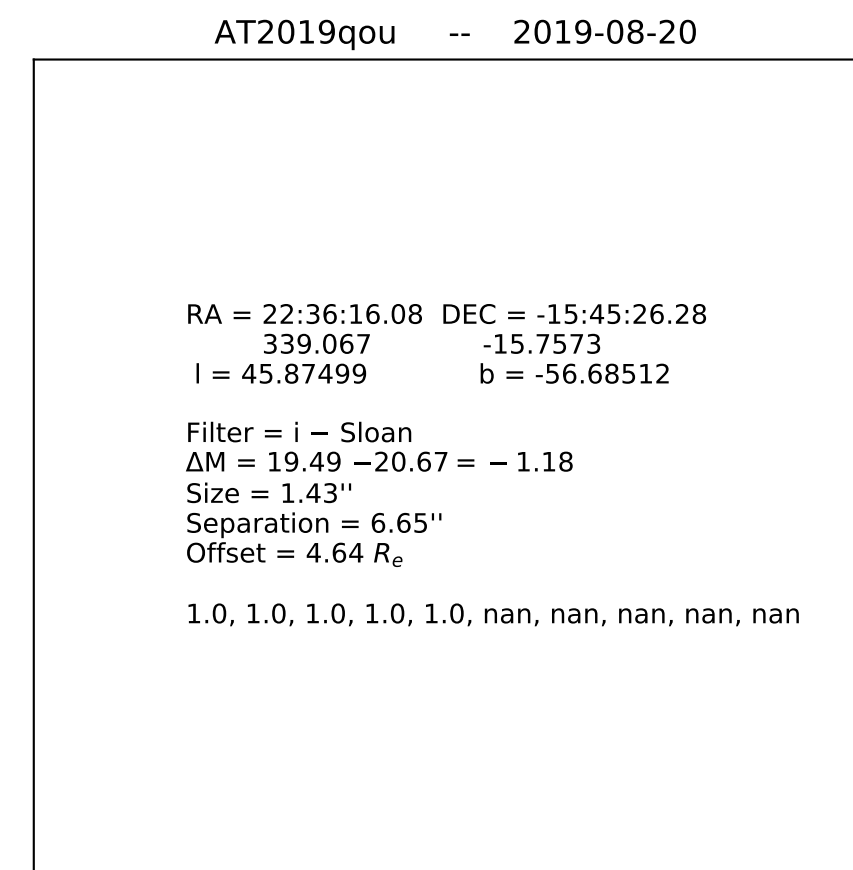 AT2019qou -- 2019-08-20
RA = 22:36:16.08 DEC = -15:45:26.28
339.067 -15.7573
l = 45.87499 b = -56.68512
Filter = i − Sloan
ΔM = 19.49 −20.67 = − 1.18
Size = 1.43''
Separation = 6.65''
Offset = 4.64 Rₑ
1.0, 1.0, 1.0, 1.0, 1.0, nan, nan, nan, nan, nan